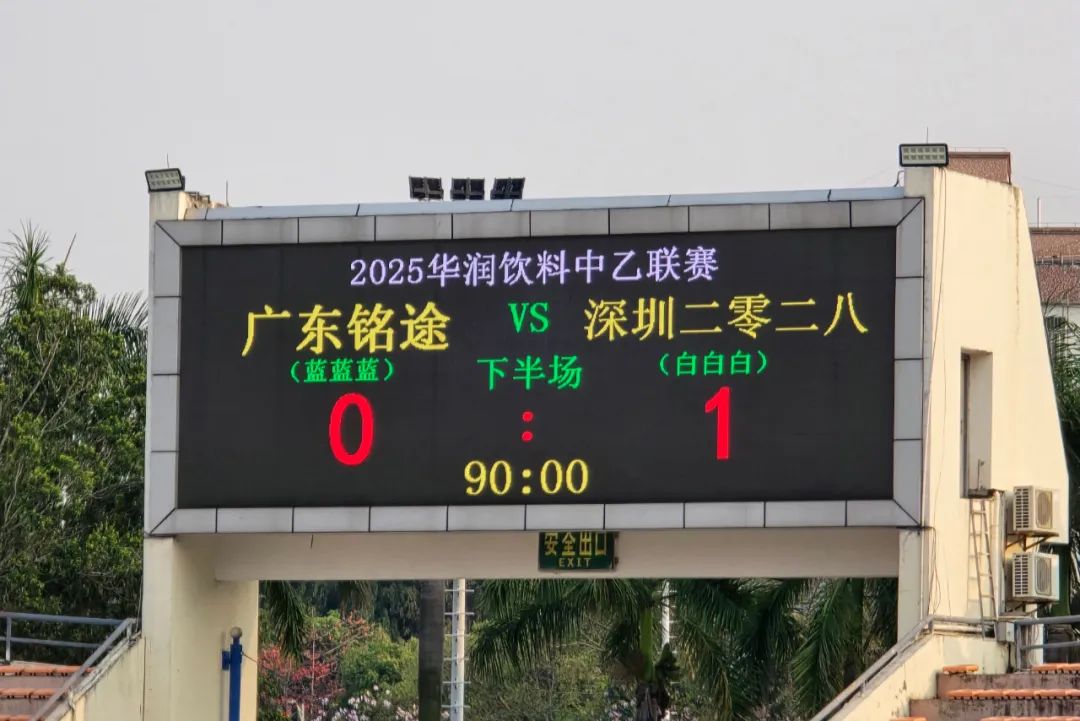 2025华润饮料中乙联赛
广东铭途 VS 深圳二零二八
（蓝蓝蓝） 下半场 （白白白）
0 : 1
90:00
安全出口
EXIT